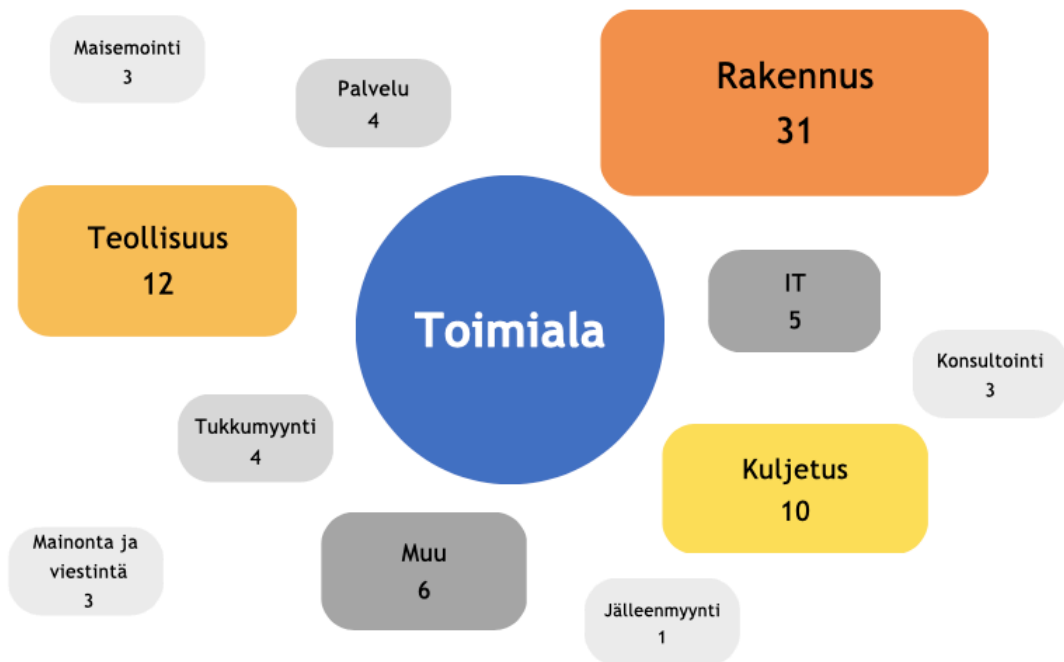 Maisemointi
3
Palvelu
4
Rakennus
31
Teollisuus
12
Toimiala
IT
5
Konsultointi
3
Tukkumyynti
4
Kuljetus
10
Mainonta ja
viestintä
3
Muu
6
Jälleenmyynti
1